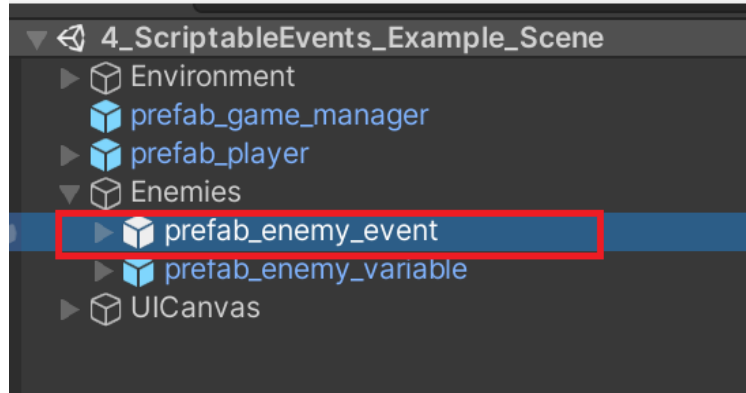 4_ScriptableEvents_Example_Scene
Environment
prefab_game_manager
prefab_player
Enemies
prefab_enemy_event
prefab_enemy_variable
UICanvas